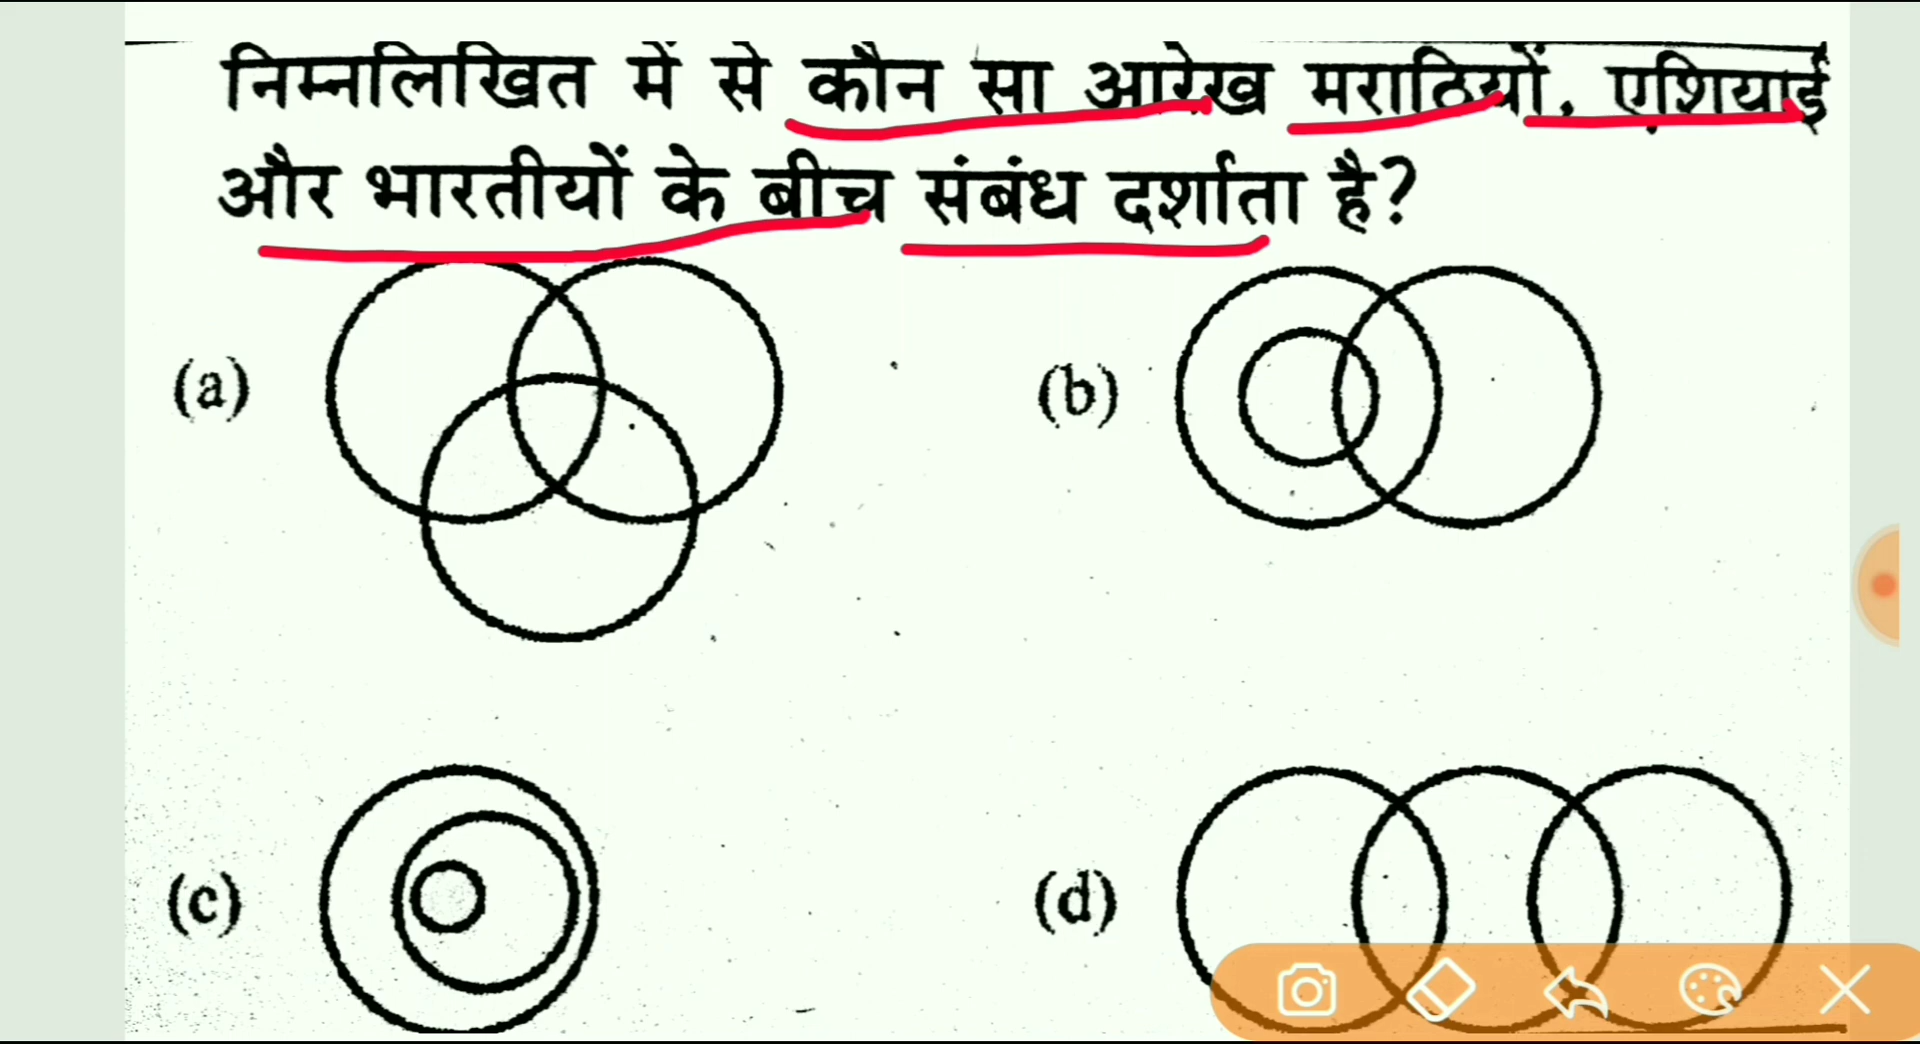 निम्नलिखित में से कौन सा आरेख मराठियों, एशियाई
और भारतीयों के बीच संबंध दर्शाता है?
(a)
(b)
(c)
(d)